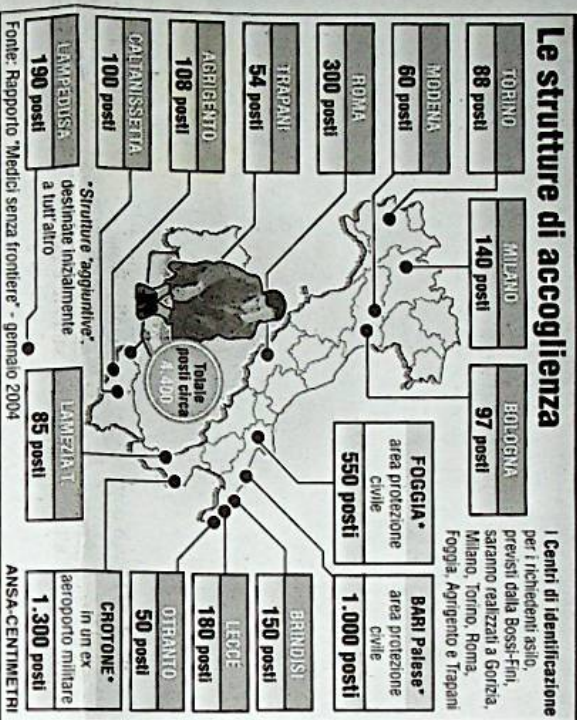 Le strutture di accoglienza
TORINO
88 posti
MILANO
140 posti
BOLOGNA
97 posti
I Centri di identificazione
per i richiedenti asilo,
previsti dalla Bossi-Fini,
saranno realizzati a Gorizia,
Milano, Torino, Roma,
Foggia, Agrigento e Trapani
MODENA
60 posti
ROMA
300 posti
TRAPANI
54 posti
AGRIGENTO
108 posti
CALTANISSETTA
100 posti
LAMPEDUSA
190 posti
FOGGIA*
area protezione
civile
550 posti
BARI Palese*
area protezione
civile
1.000 posti
BRINDISI
150 posti
LECCE
180 posti
OTRANTO
50 posti
CROTONE*
in un ex
aeroporto militare
1.300 posti
LAMEZIA T.
85 posti
Totale
posti circa
4.400
*Strutture "aggiuntive",
destinate inizialmente
a tutt'altro
Fonte: Rapporto "Medici senza frontiere" - gennaio 2004
ANSA-CENTIMETRI